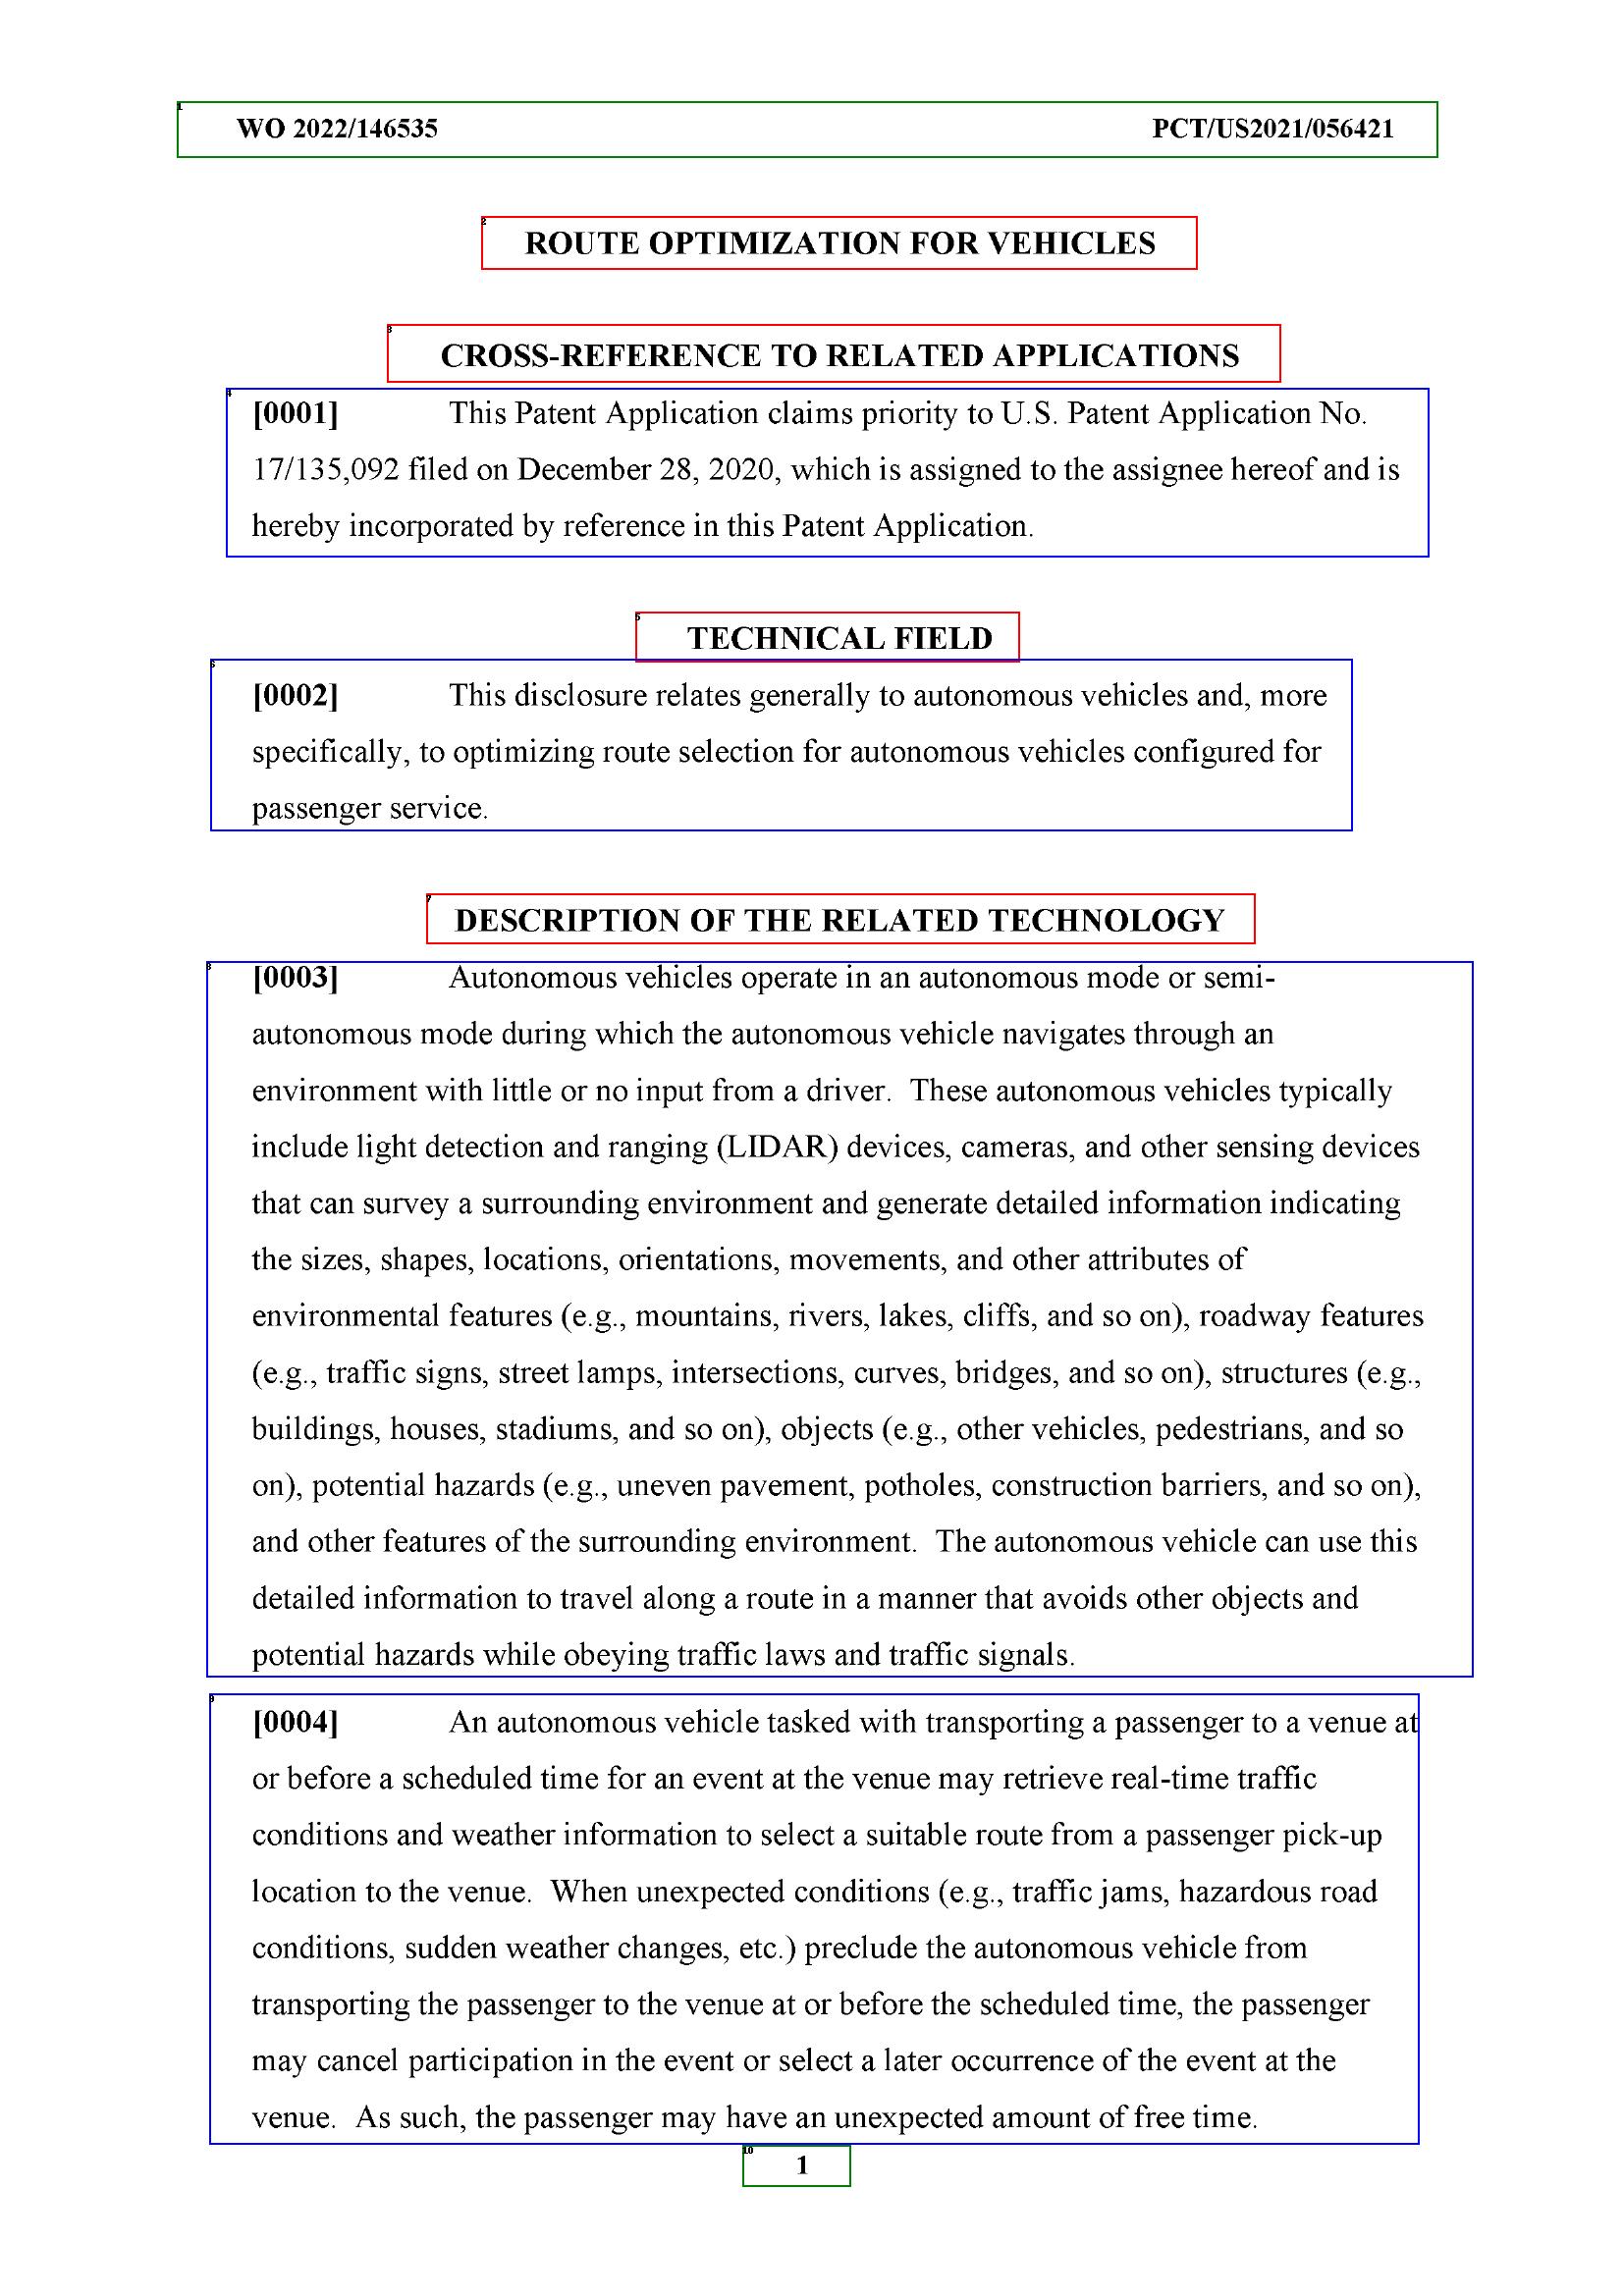 WO 2022/146535 PCT/US2021/056421
ROUTE OPTIMIZATION FOR VEHICLES
CROSS-REFERENCE TO RELATED APPLICATIONS
[0001] This Patent Application claims priority to U.S. Patent Application No.
17/135,092 filed on December 28, 2020, which is assigned to the assignee hereof and is
hereby incorporated by reference in this Patent Application.
TECHNICAL FIELD
[0002] This disclosure relates generally to autonomous vehicles and, more
specifically, to optimizing route selection for autonomous vehicles configured for
passenger service.
DESCRIPTION OF THE RELATED TECHNOLOGY
[0003] Autonomous vehicles operate in an autonomous mode or semi-
autonomous mode during which the autonomous vehicle navigates through an
environment with little or no input from a driver.  These autonomous vehicles typically
include light detection and ranging (LIDAR) devices, cameras, and other sensing devices
that can survey a surrounding environment and generate detailed information indicating
the sizes, shapes, locations, orientations, movements, and other attributes of
environmental features (e.g., mountains, rivers, lakes, cliffs, and so on), roadway features
(e.g., traffic signs, street lamps, intersections, curves, bridges, and so on), structures (e.g.,
buildings, houses, stadiums, and so on), objects (e.g., other vehicles, pedestrians, and so
on), potential hazards (e.g., uneven pavement, potholes, construction barriers, and so on),
and other features of the surrounding environment.  The autonomous vehicle can use this
detailed information to travel along a route in a manner that avoids other objects and
potential hazards while obeying traffic laws and traffic signals.
[0004] An autonomous vehicle tasked with transporting a passenger to a venue at
or before a scheduled time for an event at the venue may retrieve real-time traffic
conditions and weather information to select a suitable route from a passenger pick-up
location to the venue.  When unexpected conditions (e.g., traffic jams, hazardous road
conditions, sudden weather changes, etc.) preclude the autonomous vehicle from
transporting the passenger to the venue at or before the scheduled time, the passenger
may cancel participation in the event or select a later occurrence of the event at the
venue.  As such, the passenger may have an unexpected amount of free time.
1